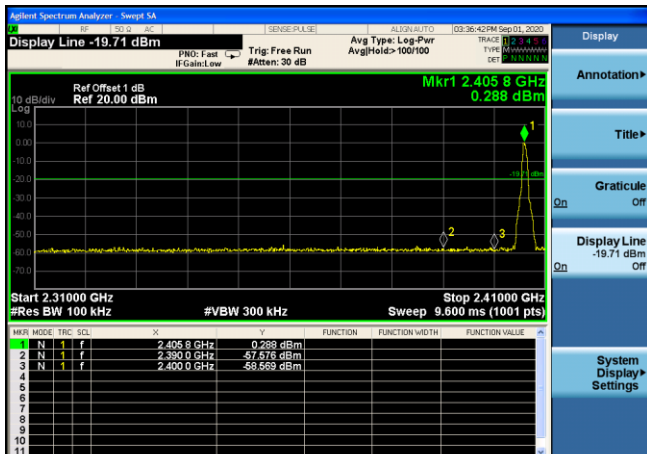 Agilent Spectrum Analyzer - Swept SA
RF 50 Ω AC SENSE:PULSE ALIGN AUTO 03:36:42 PM Sep 01, 2020
Display Line -19.71 dBm
PNO: Fast
IFGain:Low
Trig: Free Run
#Atten: 30 dB
Avg Type: Log-Pwr
Avg|Hold:>100/100
TRACE 1 2 3 4 5 6
TYPE M
DET P N N N N N
Mkr1 2.405 8 GHz
0.288 dBm
Ref Offset 1 dB
Ref 20.00 dBm
10 dB/div
Log
10.0
0.00
-10.0
-20.0
-30.0
-40.0
-50.0
-60.0
-70.0
1
-19.71 dBm
2
3
Start 2.31000 GHz
#Res BW 100 kHz
#VBW 300 kHz
Stop 2.41000 GHz
Sweep 9.600 ms (1001 pts)
MKR MODE TRC SCL X Y FUNCTION FUNCTION WIDTH FUNCTION VALUE
1 N 1 f 2.405 8 GHz 0.288 dBm
2 N 1 f 2.390 0 GHz -57.576 dBm
3 N 1 f 2.400 0 GHz -58.569 dBm
4
5
6
7
8
9
10
11
Display
Annotation
Title
Graticule
On Off
Display Line
-19.71 dBm
On Off
System
Display
Settings